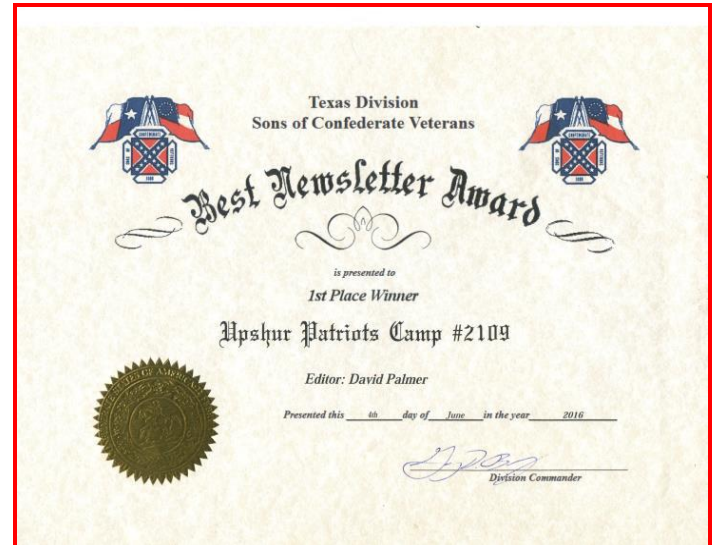 Texas Division
Sons of Confederate Veterans
Best Newsletter Award
is presented to
1st Place Winner
Upshur Patriots Camp #2109
Editor: David Palmer
Presented this 4th day of June in the year 2016
Division Commander